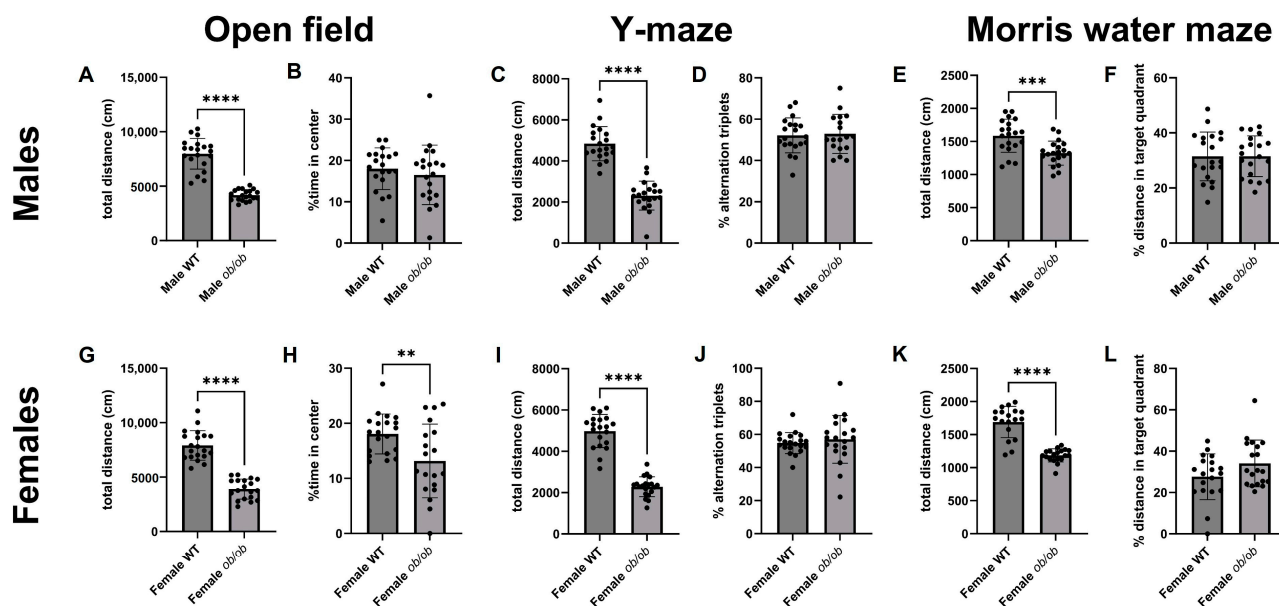 Open field
Y-maze
Morris water maze
Males
A
total distance (cm)
15,000
10,000
5000
0
****
Male WT
Male ob/ob
B
%time in center
40
30
20
10
0
Male WT
Male ob/ob
C
total distance (cm)
8000
6000
4000
2000
0
****
Male WT
Male ob/ob
D
% alternation triplets
80
60
40
20
0
Male WT
Male ob/ob
E
total distance (cm)
2500
2000
1500
1000
500
0
***
Male WT
Male ob/ob
F
% distance in target quadrant
60
40
20
0
Male WT
Male ob/ob
Females
G
total distance (cm)
15,000
10,000
5000
0
****
Female WT
Female ob/ob
H
%time in center
30
20
10
0
**
Female WT
Female ob/ob
I
total distance (cm)
8000
6000
4000
2000
0
****
Female WT
Female ob/ob
J
% alternation triplets
100
80
60
40
20
0
Female WT
Female ob/ob
K
total distance (cm)
2500
2000
1500
1000
500
0
****
Female WT
Female ob/ob
L
% distance in target quadrant
80
60
40
20
0
Female WT
Female ob/ob